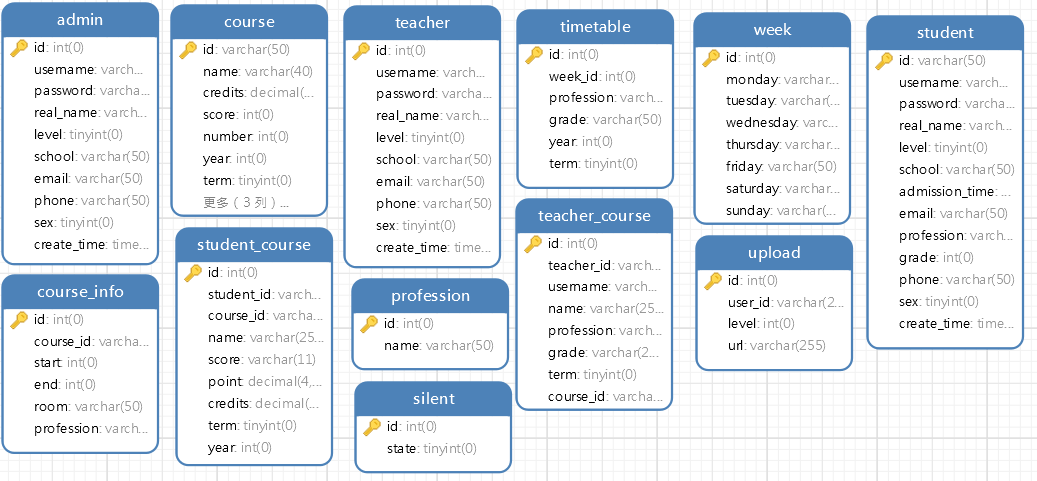 admin
id: int(0)
username: varch...
password: varcha...
real_name: varch...
level: tinyint(0)
school: varchar(50)
email: varchar(50)
phone: varchar(50)
sex: tinyint(0)
create_time: time...
course
id: varchar(50)
name: varchar(40)
credits: decimal(...
score: int(0)
number: int(0)
year: int(0)
term: tinyint(0)
更多（3 列）...
teacher
id: int(0)
username: varch...
password: varcha...
real_name: varch...
level: tinyint(0)
school: varchar(50)
email: varchar(50)
phone: varchar(50)
sex: tinyint(0)
create_time: time...
timetable
id: int(0)
week_id: int(0)
profession: varch...
grade: varchar(50)
year: int(0)
term: tinyint(0)
week
id: int(0)
monday: varchar...
tuesday: varchar(...
wednesday: varc...
thursday: varchar...
friday: varchar(50)
saturday: varchar...
sunday: varchar(...
student
id: varchar(50)
username: varch...
password: varcha...
real_name: varch...
level: tinyint(0)
school: varchar(50)
admission_time: ...
email: varchar(50)
profession: varch...
grade: int(0)
phone: varchar(50)
sex: tinyint(0)
create_time: time...
course_info
id: int(0)
course_id: varcha...
start: int(0)
end: int(0)
room: varchar(50)
profession: varch...
student_course
id: int(0)
student_id: varch...
course_id: varcha...
name: varchar(25...
score: varchar(11)
point: decimal(4,...
credits: decimal(...
term: tinyint(0)
year: int(0)
profession
id: int(0)
name: varchar(50)
silent
id: int(0)
state: tinyint(0)
teacher_course
id: int(0)
teacher_id: varch...
username: varch...
name: varchar(25...
profession: varch...
grade: varchar(2...
term: tinyint(0)
course_id: varcha...
upload
id: int(0)
user_id: varchar(2...
level: int(0)
url: varchar(255)